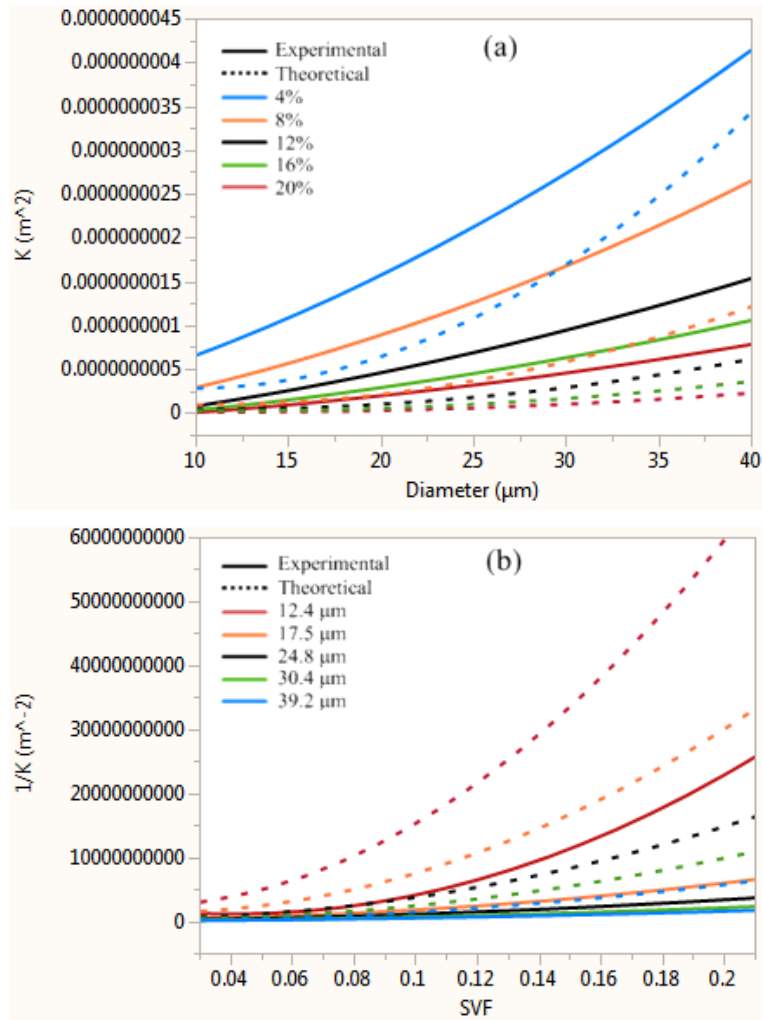 0.0000000045
0.000000004
0.0000000035
0.000000003
0.0000000025
0.000000002
0.0000000015
0.000000001
0.0000000005
0
K (m^2)
(a)
Experimental
Theoretical
4%
8%
12%
16%
20%
10 15 20 25 30 35 40
Diameter (μm)
60000000000
50000000000
40000000000
30000000000
20000000000
10000000000
0
1/K (m^-2)
(b)
Experimental
Theoretical
12.4 μm
17.5 μm
24.8 μm
30.4 μm
39.2 μm
0.04 0.06 0.08 0.1 0.12 0.14 0.16 0.18 0.2
SVF